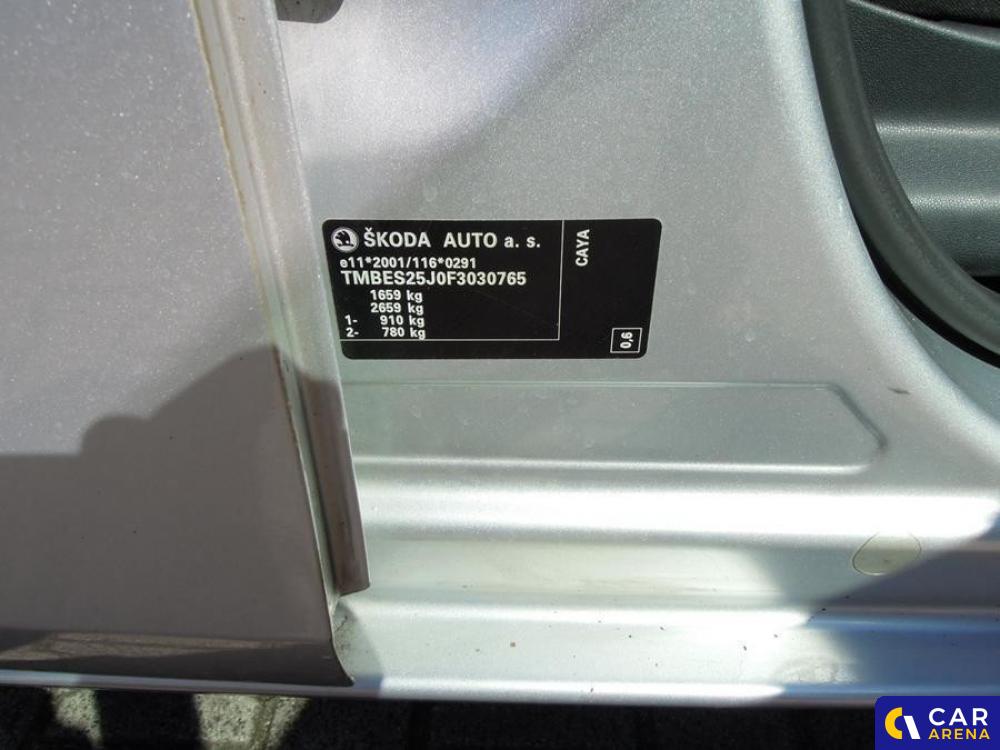 ŠKODA AUTO a. s.
e11*2001/116*0291
TMBES25J0F3030765
1659 kg
2659 kg
1- 910 kg
2- 780 kg
CAYA
0,6
CAR
ARENA